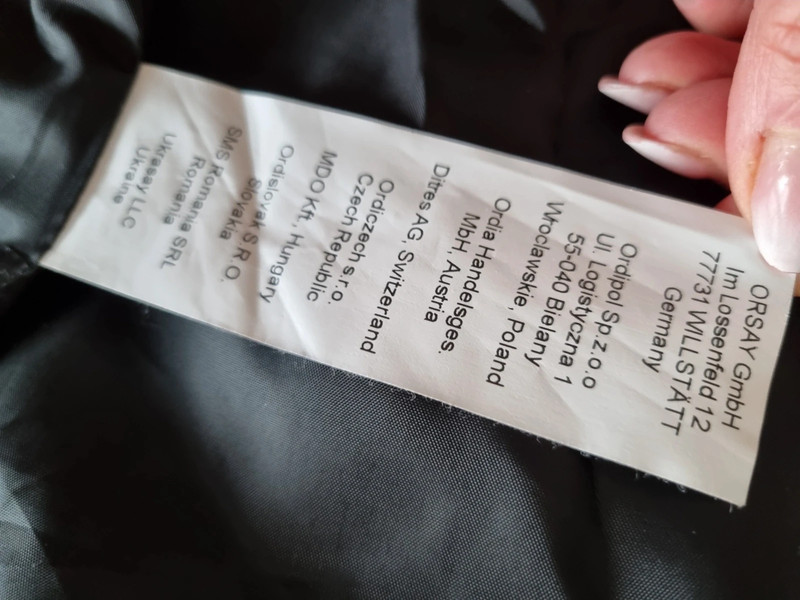 ORSAY GmbH
Im Lossenfeld 12
77731 WILLSTÄTT
Germany
Ordipol Sp.z.o.o
Ul. Logistyczna 1
55-040 Bielany
Wroclawskie, Poland
Ordia Handelsges.
MbH, Austria
Ditres AG, Switzerland
Ordiczech s.r.o.
Czech Republic
MDO Kft., Hungary
Ordislovak S.R.O.
Slovakia
SMS Romania SRL
Romania
Ukrasay LLC
Ukraine